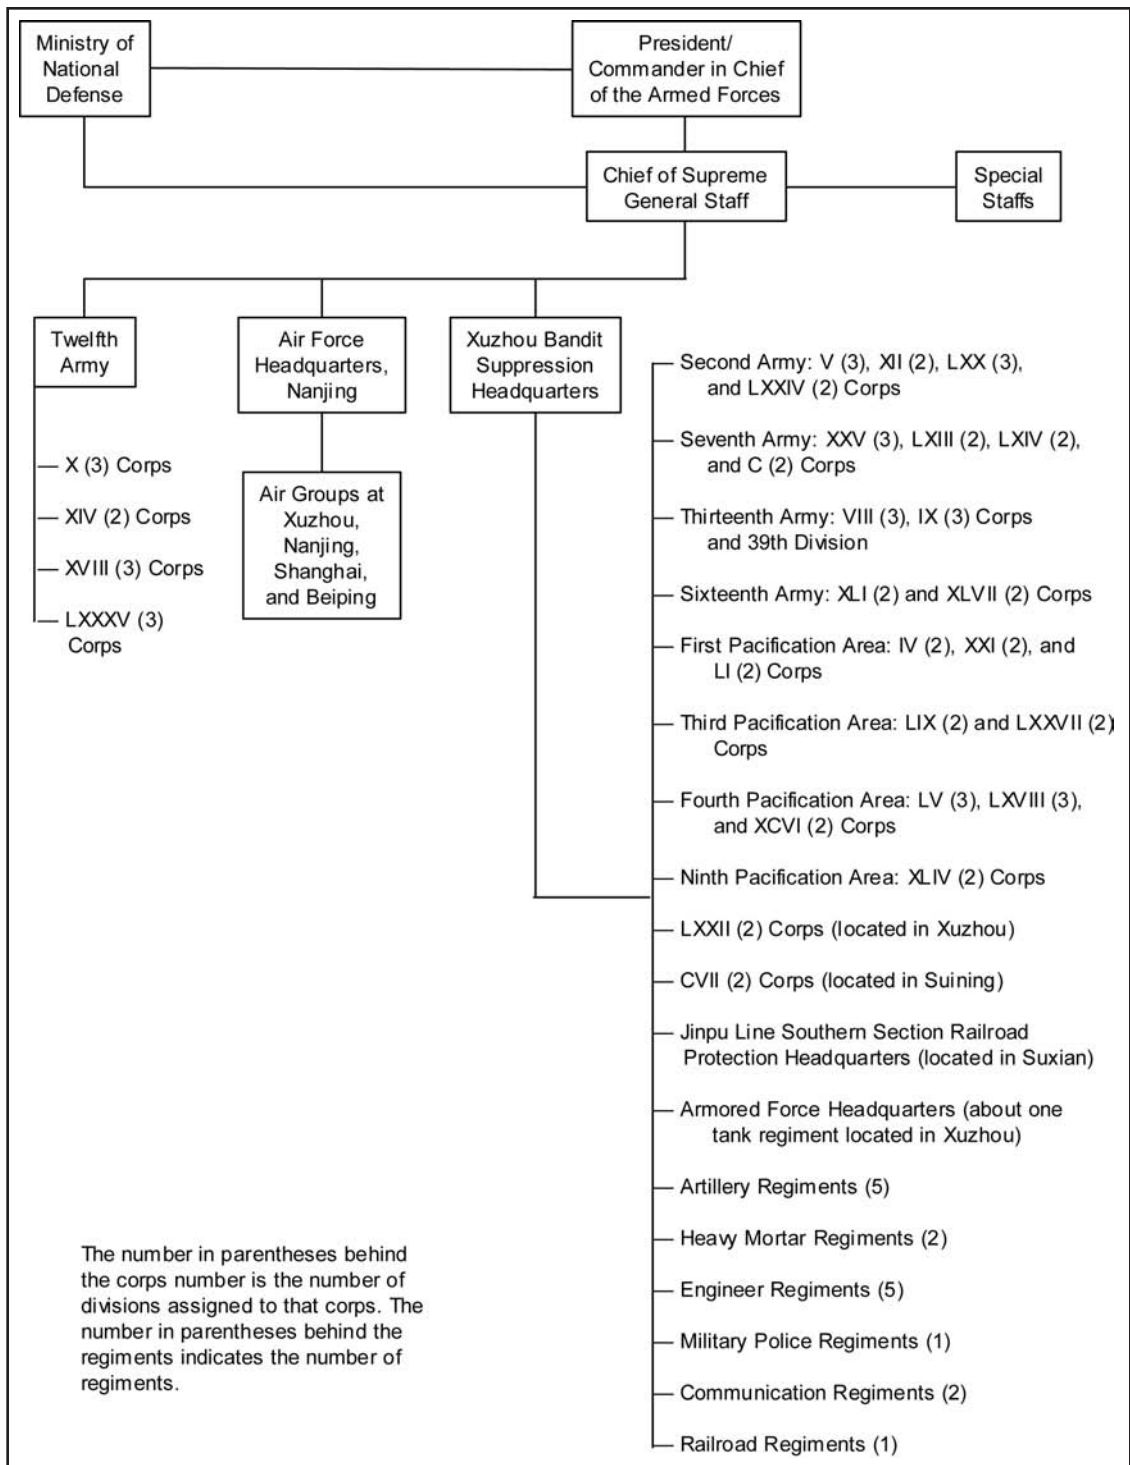 Ministry of
National
Defense
President/
Commander in Chief
of the Armed Forces
Chief of Supreme
General Staff
Special
Staffs
Twelfth
Army
X (3) Corps
XIV (2) Corps
XVIII (3) Corps
LXXXV (3)
Corps
Air Force
Headquarters,
Nanjing
Air Groups at
Xuzhou,
Nanjing,
Shanghai,
and Beiping
Xuzhou Bandit
Suppression
Headquarters
Second Army: V (3), XII (2), LXX (3),
and LXXIV (2) Corps
Seventh Army: XXV (3), LXIII (2), LXIV (2),
and C (2) Corps
Thirteenth Army: VIII (3), IX (3) Corps
and 39th Division
Sixteenth Army: XLI (2) and XLVII (2) Corps
First Pacification Area: IV (2), XXI (2), and
LI (2) Corps
Third Pacification Area: LIX (2) and LXXVII (2)
Corps
Fourth Pacification Area: LV (3), LXVIII (3),
and XCVI (2) Corps
Ninth Pacification Area: XLIV (2) Corps
LXXII (2) Corps (located in Xuzhou)
CVII (2) Corps (located in Suining)
Jinpu Line Southern Section Railroad
Protection Headquarters (located in Suxian)
Armored Force Headquarters (about one
tank regiment located in Xuzhou)
Artillery Regiments (5)
Heavy Mortar Regiments (2)
Engineer Regiments (5)
Military Police Regiments (1)
Communication Regiments (2)
Railroad Regiments (1)
The number in parentheses behind
the corps number is the number of
divisions assigned to that corps. The
number in parentheses behind the
regiments indicates the number of
regiments.